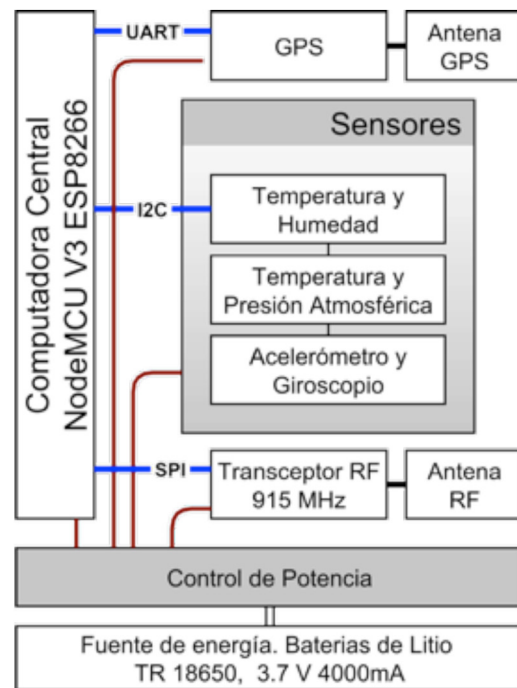 UART
GPS
Antena
GPS
Sensores
Computadora Central
NodeMCU V3 ESP8266
I2C
Temperatura y
Humedad
Temperatura y
Presión Atmosférica
Acelerómetro y
Giroscopio
SPI
Transceptor RF
915 MHz
Antena
RF
Control de Potencia
Fuente de energía. Baterias de Litio
TR 18650, 3.7 V 4000mA